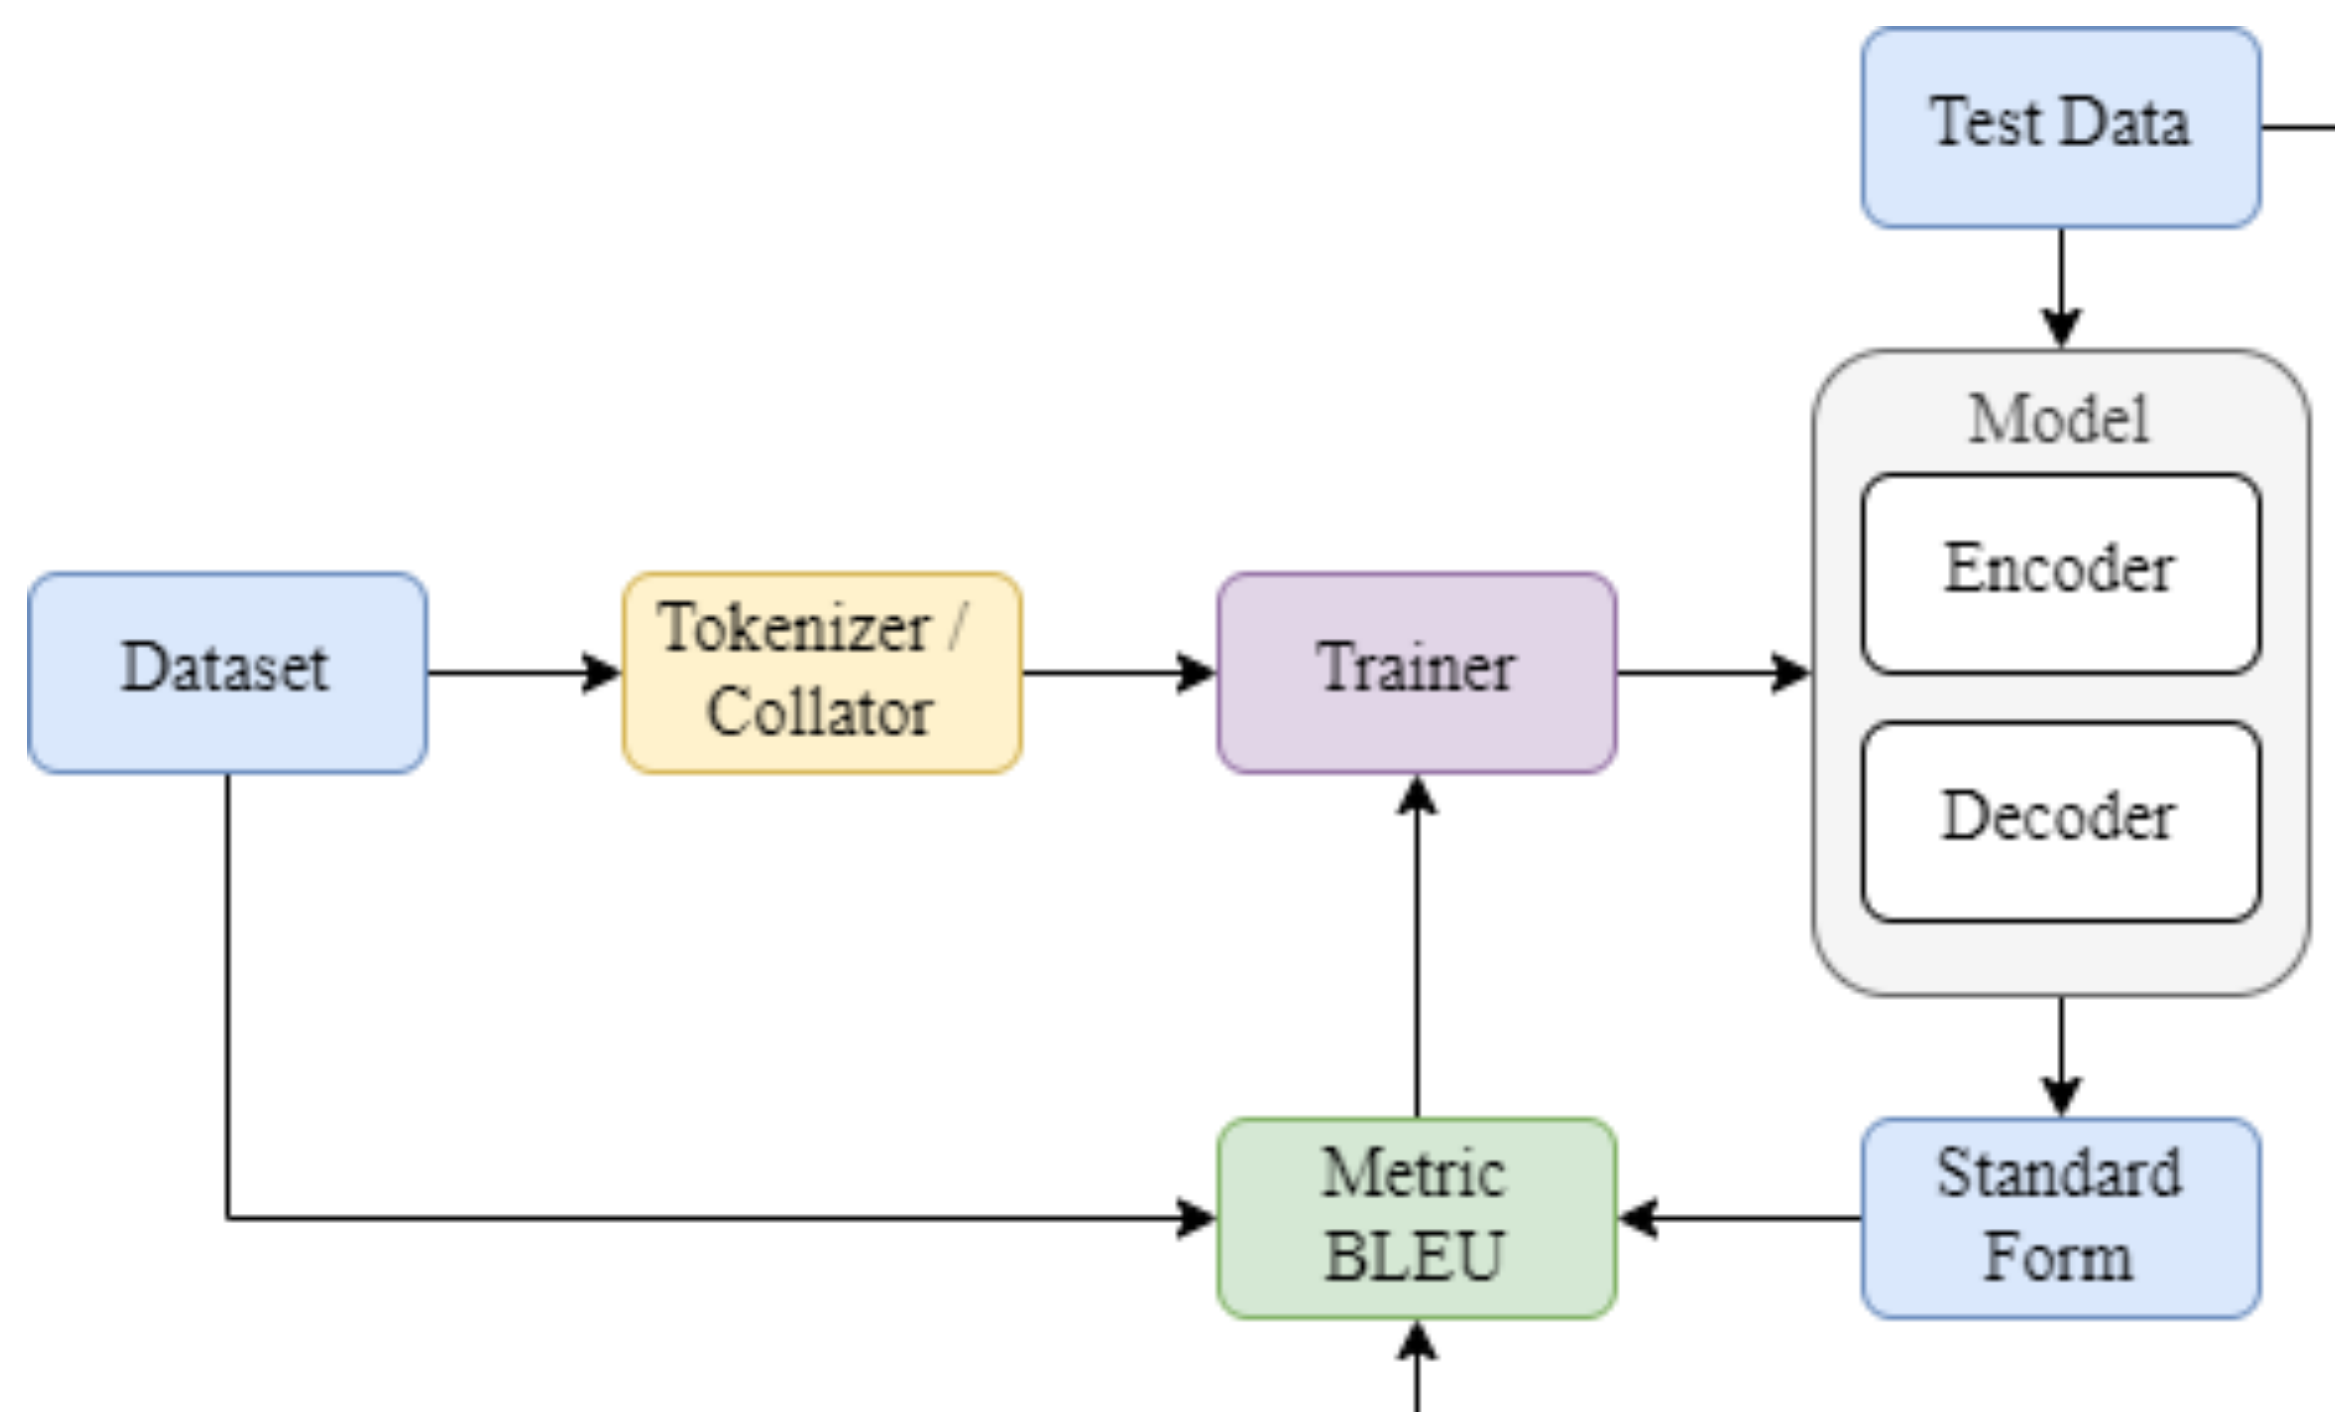 Test Data
Model
Encoder
Decoder
Dataset
Tokenizer /
Collator
Trainer
Metric
BLEU
Standard
Form